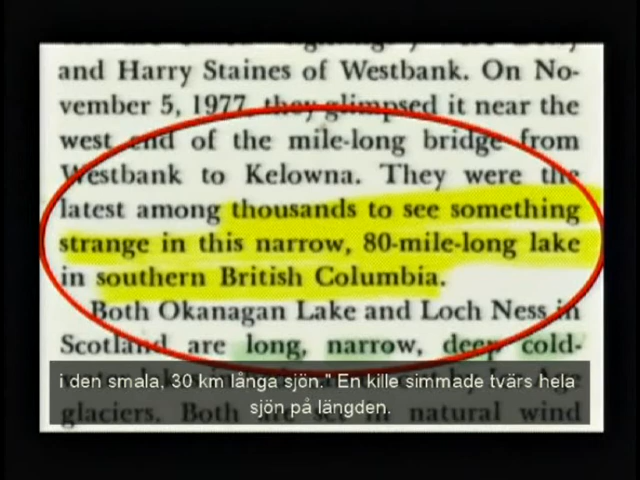 and Harry Staines of Westbank. On No-
vember 5, 1977, they glimpsed it near the
west end of the mile-long bridge from
Westbank to Kelowna. They were the
latest among thousands to see something
strange in this narrow, 80-mile-long lake
in southern British Columbia.
Both Okanagan Lake and Loch Ness in
Scotland are long, narrow, deep cold-
i den smala, 30 km långa sjön." En kille simmade tvärs hela
sjön på längden.
glaciers. Both are set in natural wind